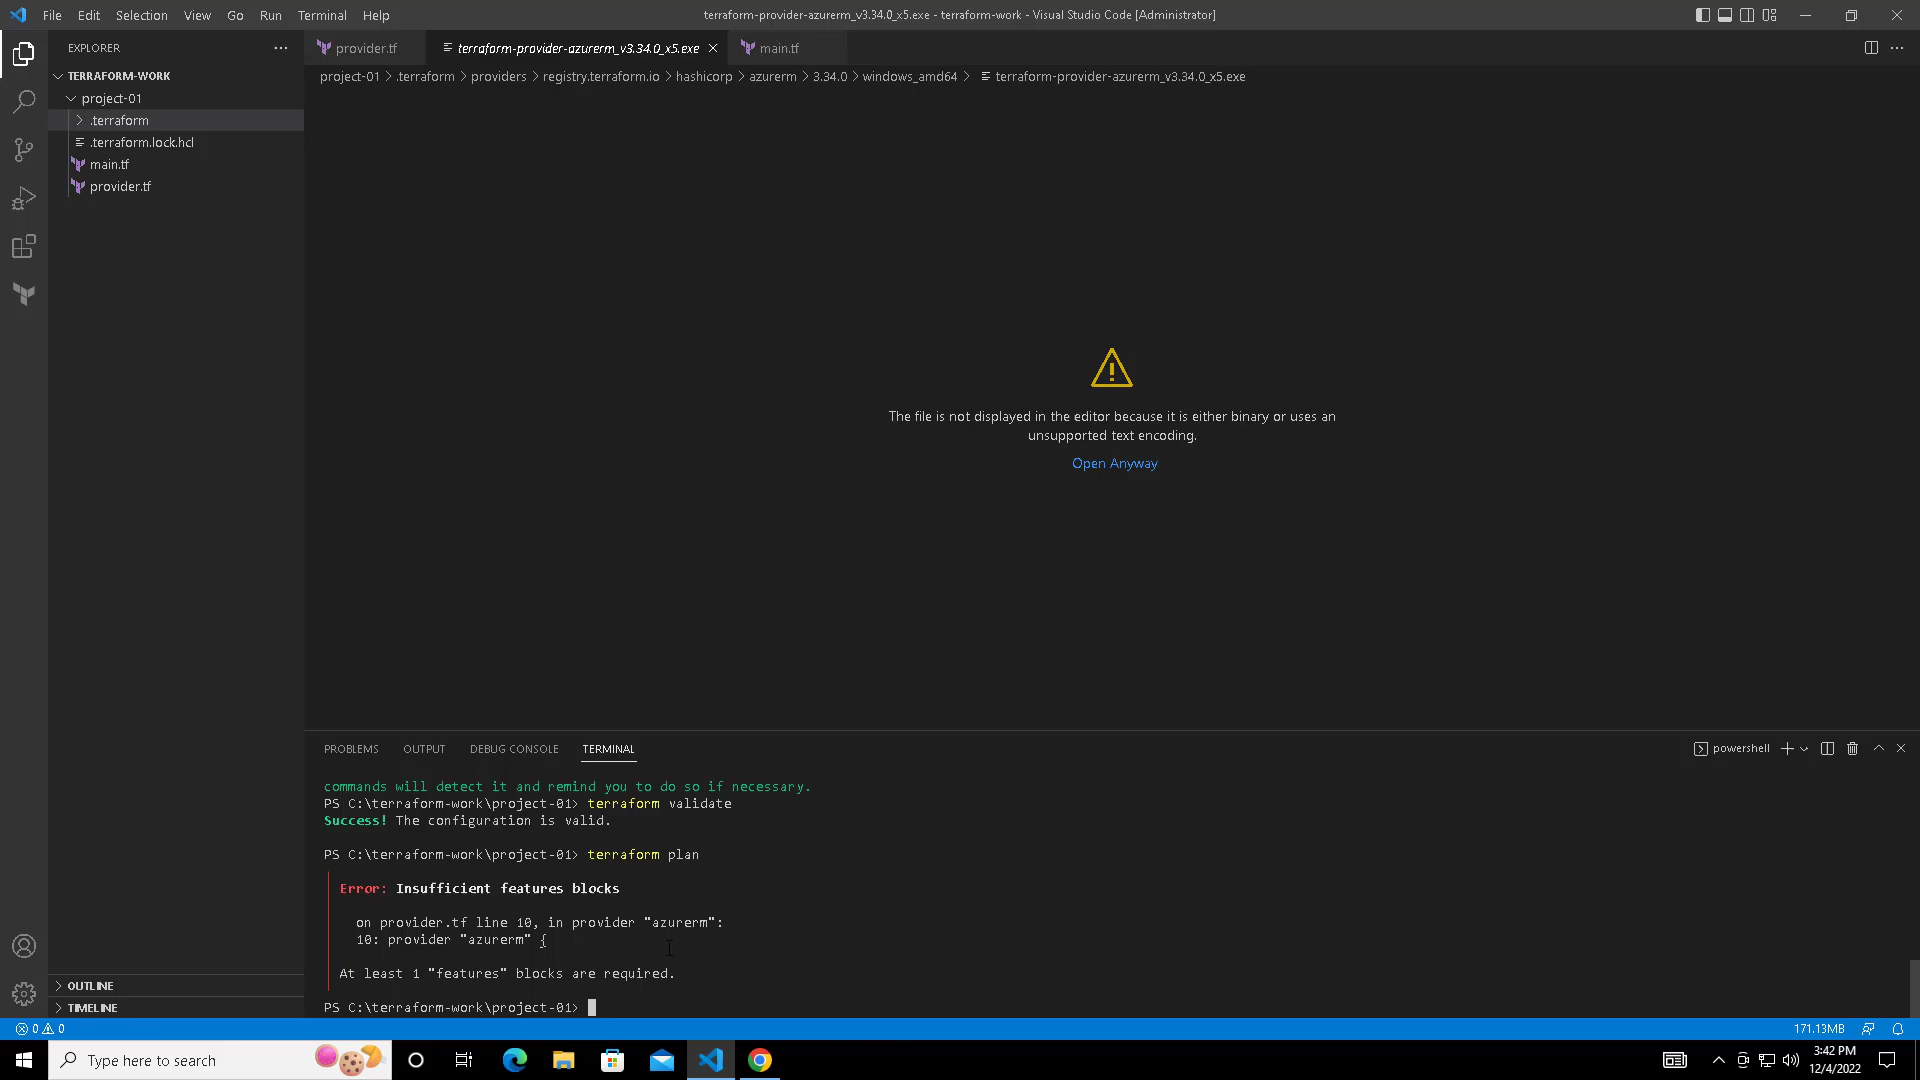 File Edit Selection View Go Run Terminal Help
terraform-provider-azurerm_v3.34.0_x5.exe - terraform-work - Visual Studio Code [Administrator]
EXPLORER
TERRAFORM-WORK
project-01
.terraform
.terraform.lock.hcl
main.tf
provider.tf
OUTLINE
TIMELINE
provider.tf
terraform-provider-azurerm_v3.34.0_x5.exe
main.tf
project-01 > .terraform > providers > registry.terraform.io > hashicorp > azurerm > 3.34.0 > windows_amd64 > terraform-provider-azurerm_v3.34.0_x5.exe
The file is not displayed in the editor because it is either binary or uses an
unsupported text encoding.
Open Anyway
PROBLEMS OUTPUT DEBUG CONSOLE TERMINAL
powershell
commands will detect it and remind you to do so if necessary.
PS C:\terraform-work\project-01> terraform validate
Success! The configuration is valid.
PS C:\terraform-work\project-01> terraform plan
Error: Insufficient features blocks
on provider.tf line 10, in provider "azurerm":
10: provider "azurerm" {
At least 1 "features" blocks are required.
PS C:\terraform-work\project-01>
0 0
171.13MB
Type here to search
3:42 PM
12/4/2022